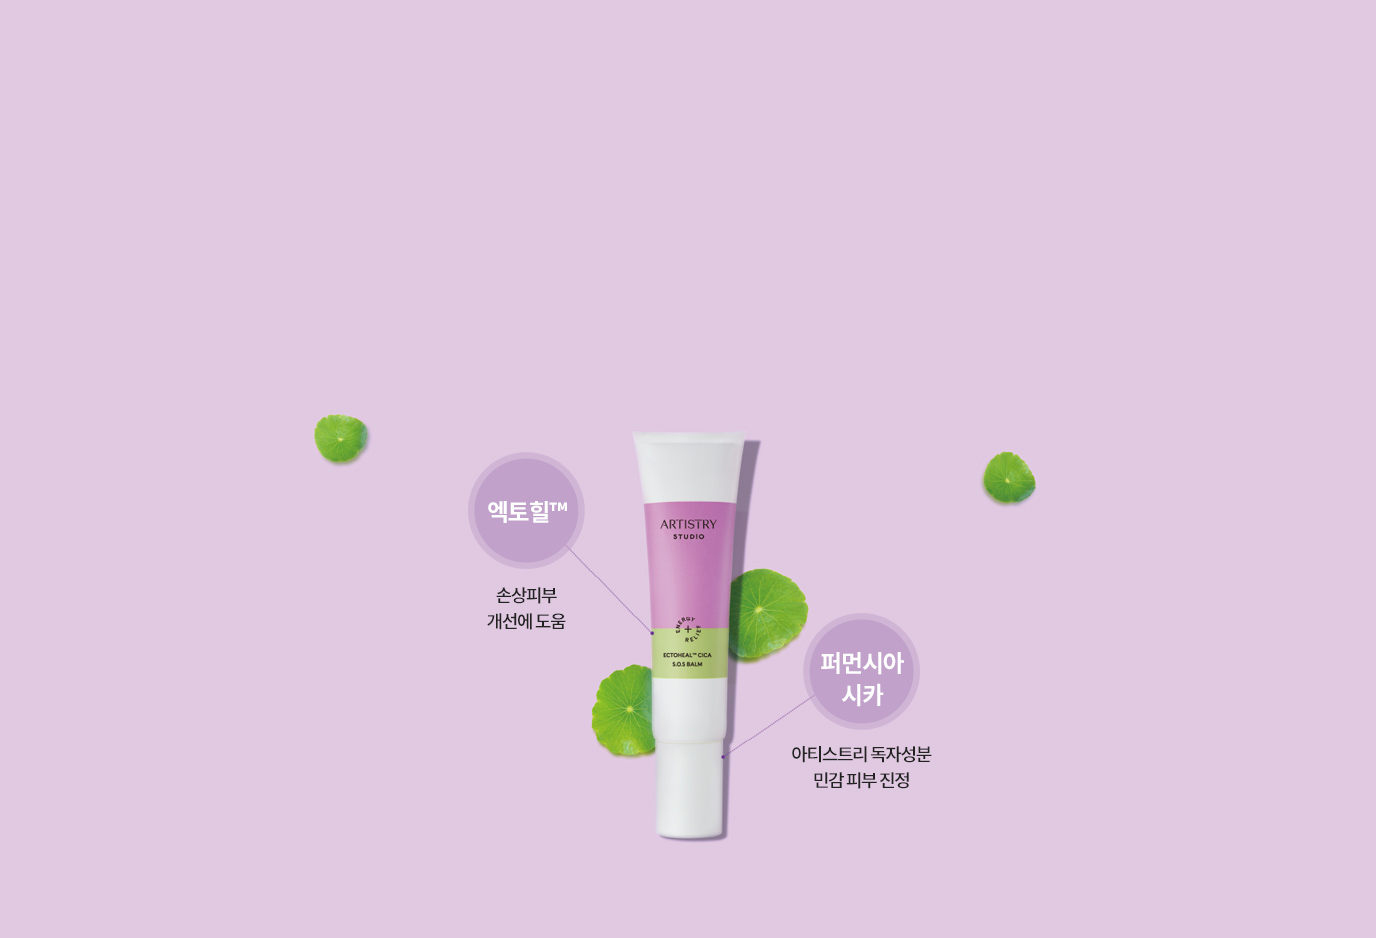 엑토힐™
손상피부
개선에 도움
ARTISTRY
STUDIO
ENERGY
+
RELIEF
ECTOHEAL™ CICA
S.O.S BALM
퍼먼시아
시카
아티스트리 독자성분
민감 피부 진정